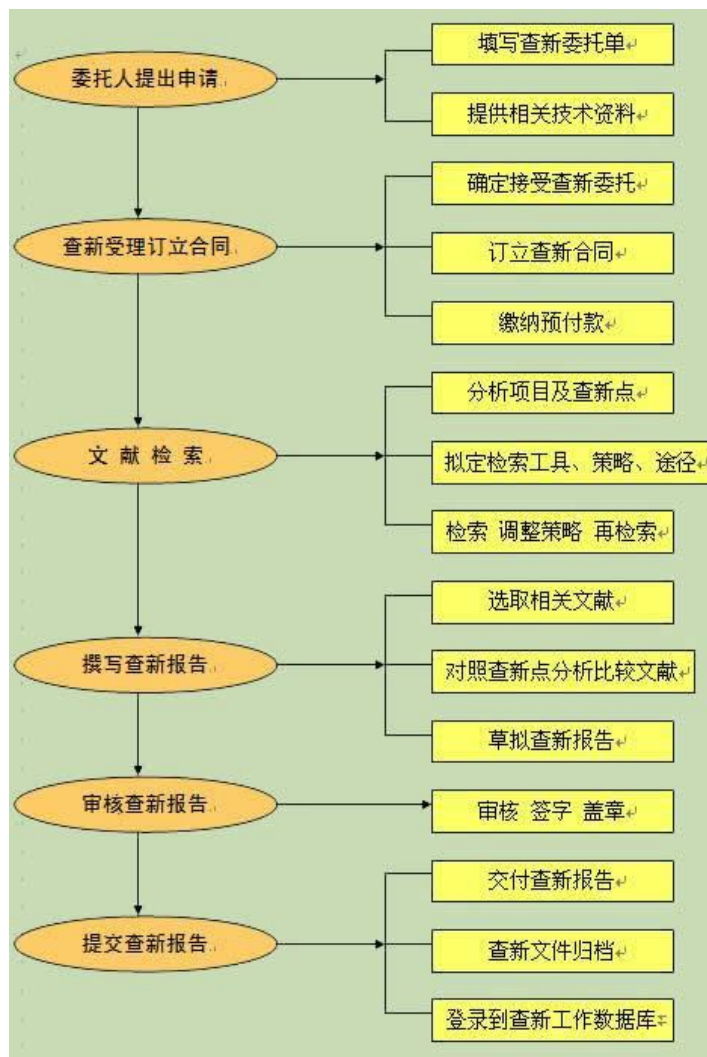 委托人提出申请
填写查新委托单
提供相关技术资料
查新受理订立合同
确定接受查新委托
订立查新合同
缴纳预付款
文 献 检 索
分析项目及查新点
拟定检索工具、策略、途径
检索 调整策略 再检索
撰写查新报告
选取相关文献
对照查新点分析比较文献
草拟查新报告
审核查新报告
审核 签字 盖章
提交查新报告
交付查新报告
查新文件归档
登录到查新工作数据库